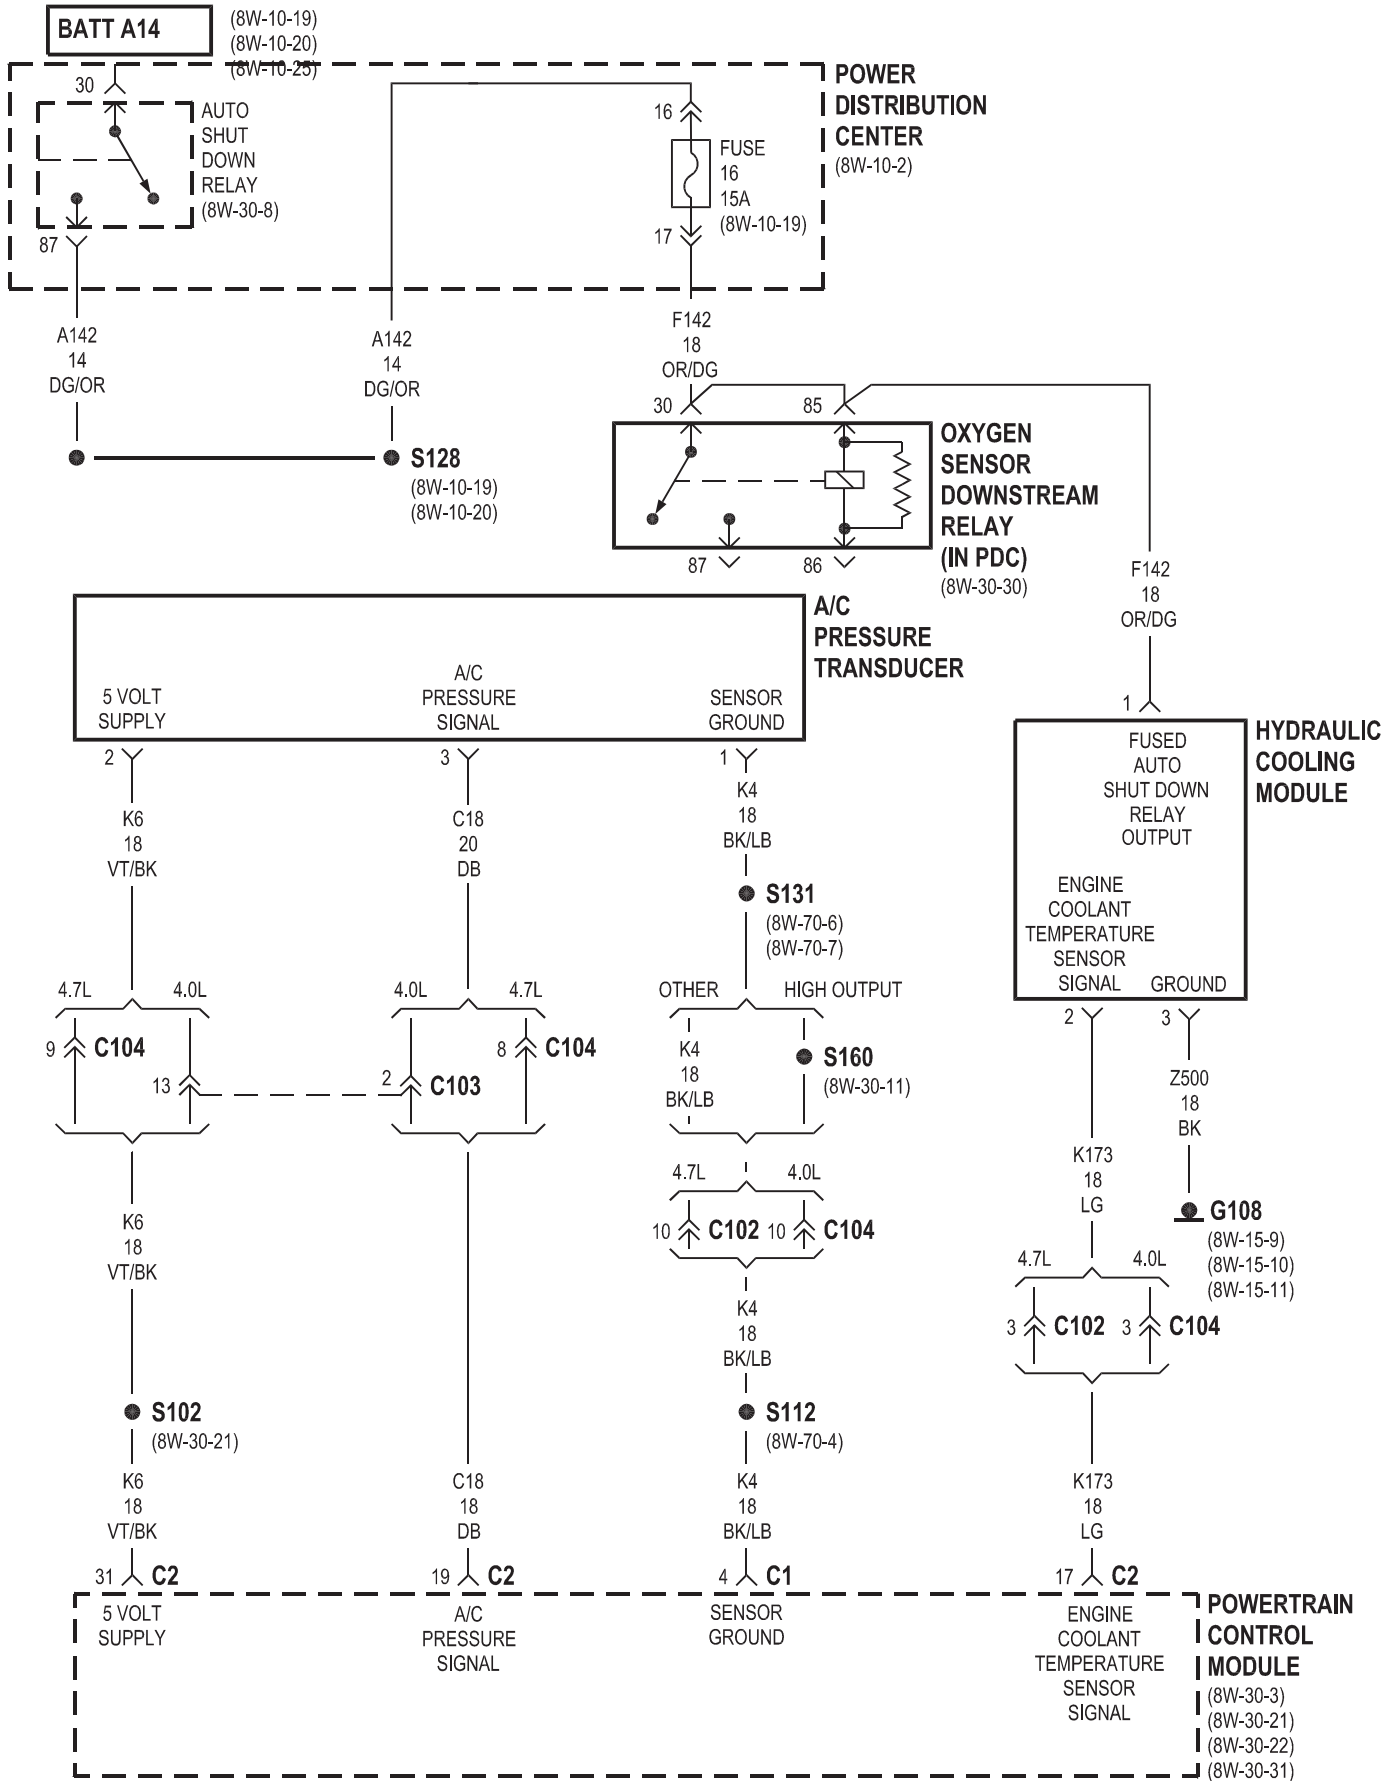 BATT A14
(8W-10-19)
(8W-10-20)
(8W-10-25)
30
AUTO
SHUT
DOWN
RELAY
(8W-30-8)
87
16
FUSE
16
15A
(8W-10-19)
17
POWER
DISTRIBUTION
CENTER
(8W-10-2)
A142
14
DG/OR
A142
14
DG/OR
F142
18
OR/DG
S128
(8W-10-19)
(8W-10-20)
30
85
87
86
OXYGEN
SENSOR
DOWNSTREAM
RELAY
(IN PDC)
(8W-30-30)
F142
18
OR/DG
A/C
PRESSURE
TRANSDUCER
5 VOLT
SUPPLY
A/C
PRESSURE
SIGNAL
SENSOR
GROUND
2
3
1
1
HYDRAULIC
COOLING
MODULE
FUSED
AUTO
SHUT DOWN
RELAY
OUTPUT
ENGINE
COOLANT
TEMPERATURE
SENSOR
SIGNAL
GROUND
2
3
K6
18
VT/BK
C18
20
DB
K4
18
BK/LB
S131
(8W-70-6)
(8W-70-7)
4.7L
4.0L
4.0L
4.7L
OTHER
HIGH OUTPUT
9
C104
13
2
C103
8
C104
K4
18
BK/LB
S160
(8W-30-11)
Z500
18
BK
K173
18
LG
G108
(8W-15-9)
(8W-15-10)
(8W-15-11)
4.7L
4.0L
10
C102
10
C104
K6
18
VT/BK
K4
18
BK/LB
4.7L
4.0L
3
C102
3
C104
S102
(8W-30-21)
S112
(8W-70-4)
K6
18
VT/BK
C18
18
DB
K4
18
BK/LB
K173
18
LG
31
C2
19
C2
4
C1
17
C2
5 VOLT
SUPPLY
A/C
PRESSURE
SIGNAL
SENSOR
GROUND
ENGINE
COOLANT
TEMPERATURE
SENSOR
SIGNAL
POWERTRAIN
CONTROL
MODULE
(8W-30-3)
(8W-30-21)
(8W-30-22)
(8W-30-31)